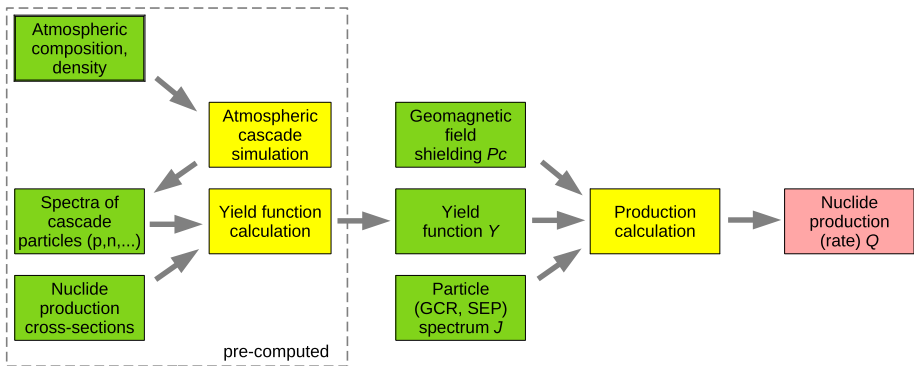 Atmospheric
composition,
density
Atmospheric
cascade
simulation
Spectra of
cascade
particles (p,n,...)
Yield function
calculation
Nuclide
production
cross-sections
pre-computed
Geomagnetic
field
shielding Pc
Yield
function Y
Particle
(GCR, SEP)
spectrum J
Production
calculation
Nuclide
production
(rate) Q